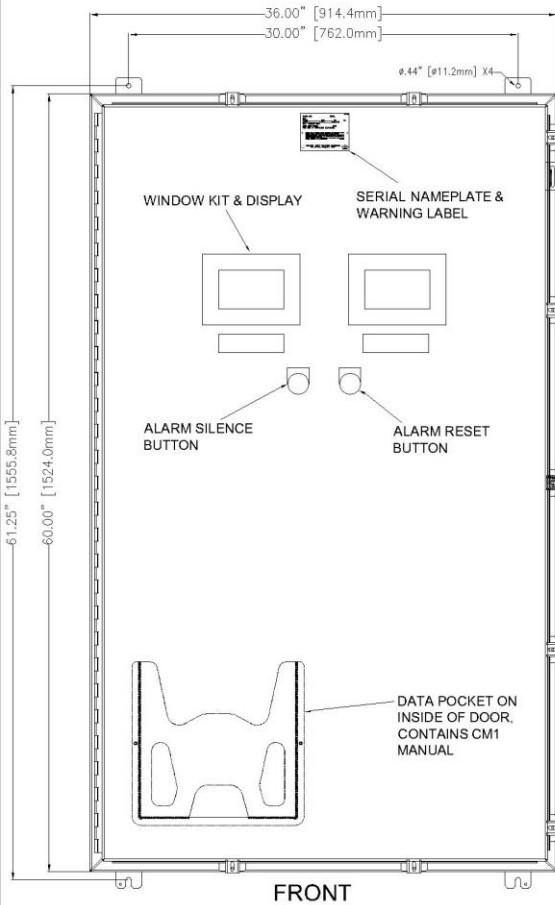 36.00" [914.4mm]
30.00" [762.0mm]
ø.44" [ø11.2mm] X4
WINDOW KIT & DISPLAY
SERIAL NAMEPLATE &
WARNING LABEL
ALARM SILENCE
BUTTON
ALARM RESET
BUTTON
61.25" [1555.8mm]
60.00" [1524.0mm]
DATA POCKET ON
INSIDE OF DOOR,
CONTAINS CM1
MANUAL
FRONT